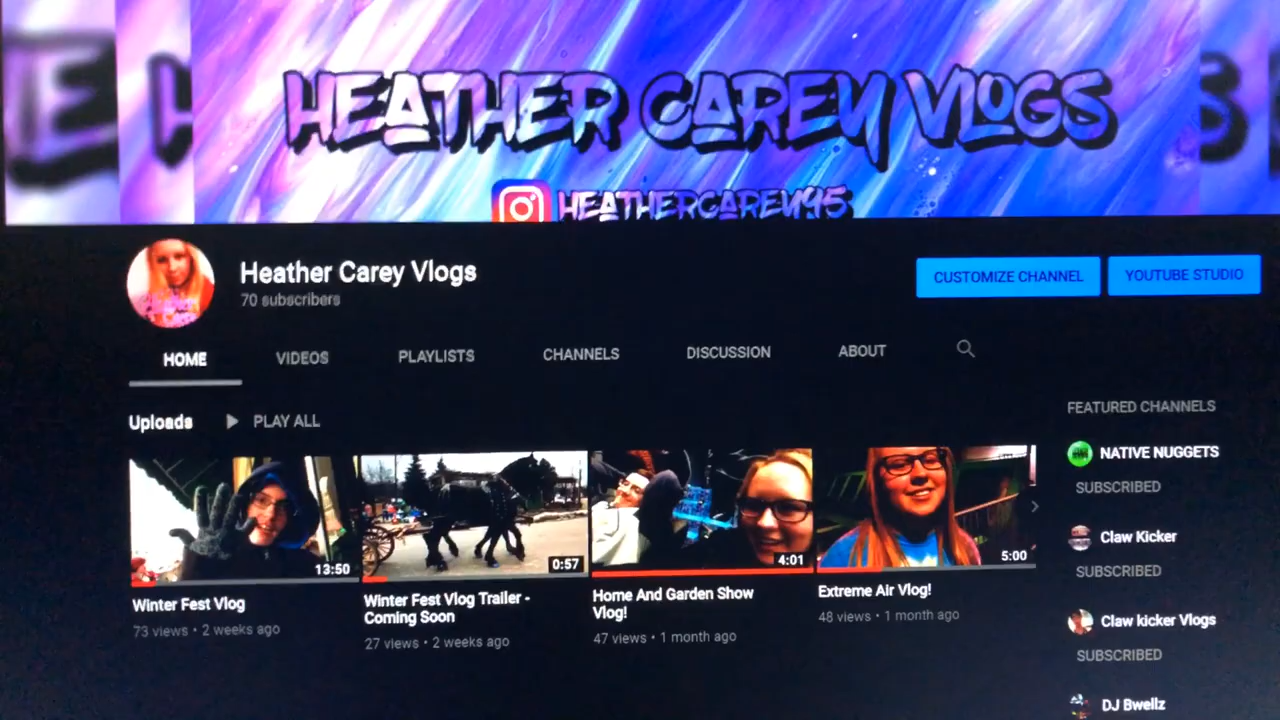 E H HEATHER CAREY VLOGS S
HEATHERCAREY95
Heather Carey Vlogs
70 subscribers
CUSTOMIZE CHANNEL
YOUTUBE STUDIO
HOME VIDEOS PLAYLISTS CHANNELS DISCUSSION ABOUT
Uploads PLAY ALL
13:50
Winter Fest Vlog
73 views • 2 weeks ago
0:57
Winter Fest Vlog Trailer -
Coming Soon
27 views • 2 weeks ago
4:01
Home And Garden Show
Vlog!
47 views • 1 month ago
5:00
Extreme Air Vlog!
48 views • 1 month ago
FEATURED CHANNELS
NATIVE NUGGETS
SUBSCRIBED
Claw Kicker
SUBSCRIBED
Claw kicker Vlogs
SUBSCRIBED
DJ Bwellz